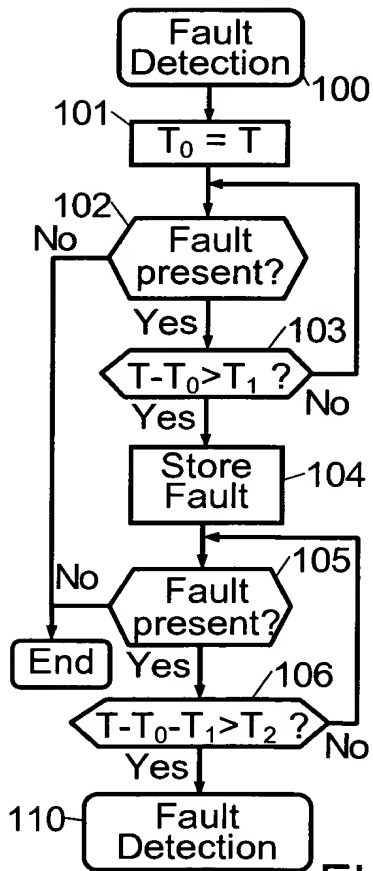 Fault
Detection
100
101
T₀ = T
102
No
Fault
present?
Yes
103
T-T₀>T₁ ?
No
Yes
Store
Fault
104
105
No
Fault
present?
End
Yes
106
T-T₀-T₁>T₂ ?
No
Yes
110
Fault
Detection